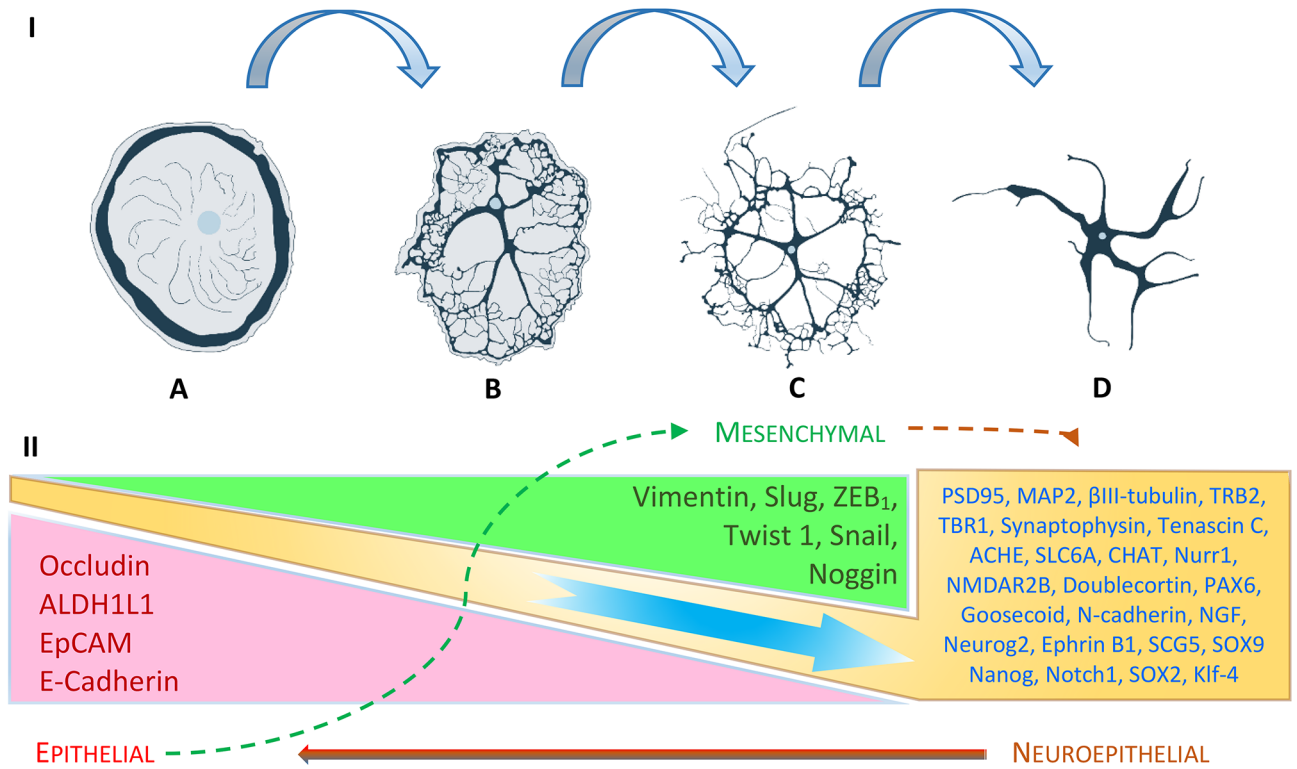 I
A
B
C
D
II
MESENCHYMAL
Vimentin, Slug, ZEB₁,
Twist 1, Snail,
Noggin
PSD95, MAP2, βIII-tubulin, TRB2,
TBR1, Synaptophysin, Tenascin C,
ACHE, SLC6A, CHAT, Nurr1,
NMDAR2B, Doublecortin, PAX6,
Goosecoid, N-cadherin, NGF,
Neurog2, Ephrin B1, SCG5, SOX9
Nanog, Notch1, SOX2, Klf-4
Occludin
ALDH1L1
EpCAM
E-Cadherin
EPITHELIAL
NEUROEPITHELIAL